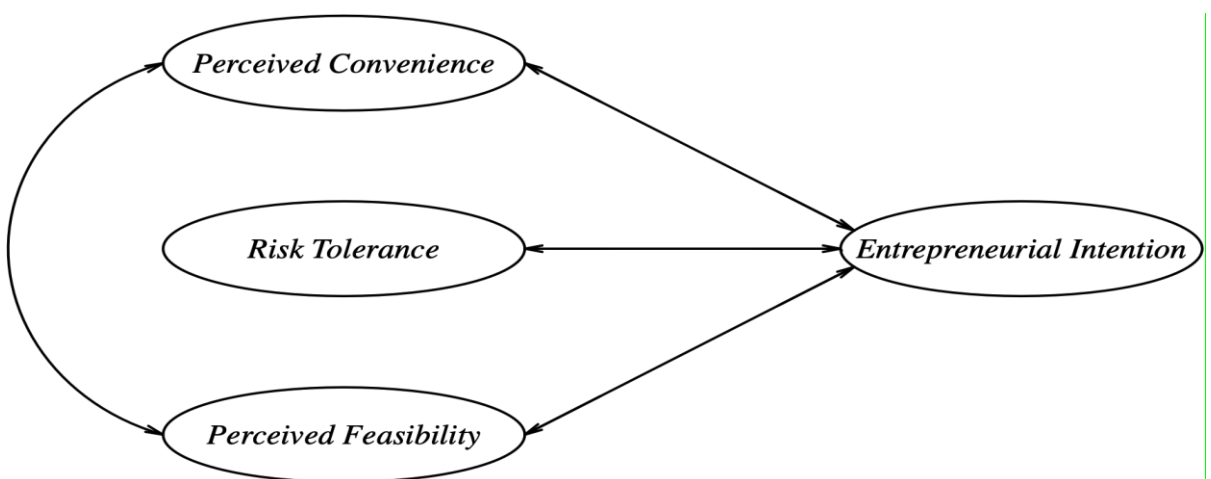 Perceived Convenience
Risk Tolerance
Entrepreneurial Intention
Perceived Feasibility